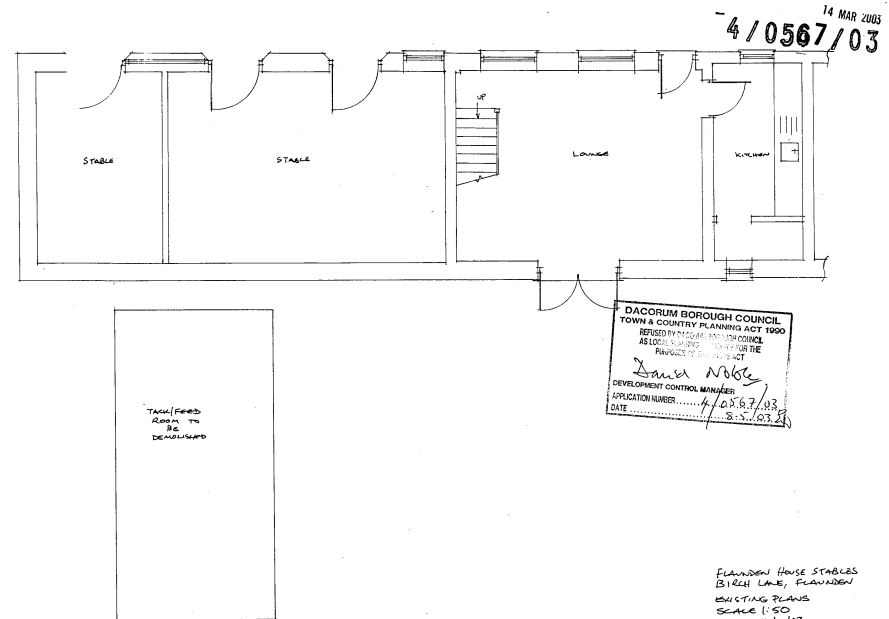 14 MAR 2003
4/0567/03
UP
STABLE
STABLE
LOUNGE
KITCHEN
DACORUM BOROUGH COUNCIL
TOWN & COUNTRY PLANNING ACT 1990
REFUSED BY DACORUM BOROUGH COUNCIL
AS LOCAL PLANNING FOR THE
PURPOSES OF ACT
David Noble
DEVELOPMENT CONTROL MANAGER
APPLICATION NUMBER ........ 4/0567/03
DATE ........ 8.5.03
TACK/FEED
ROOM TO
BE
DEMOLISHED
FLAUNDEN HOUSE STABLES
BIRCH LANE, FLAUNDEN
EXISTING PLANS
SCALE 1:50